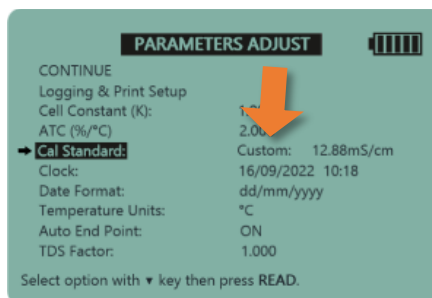 PARAMETERS ADJUST
CONTINUE
Logging & Print Setup
Cell Constant (K):
ATC (%/°C) 2.00
Cal Standard: Custom: 12.88mS/cm
Clock: 16/09/2022 10:18
Date Format: dd/mm/yyyy
Temperature Units: °C
Auto End Point: ON
TDS Factor: 1.000
Select option with ▼ key then press READ.